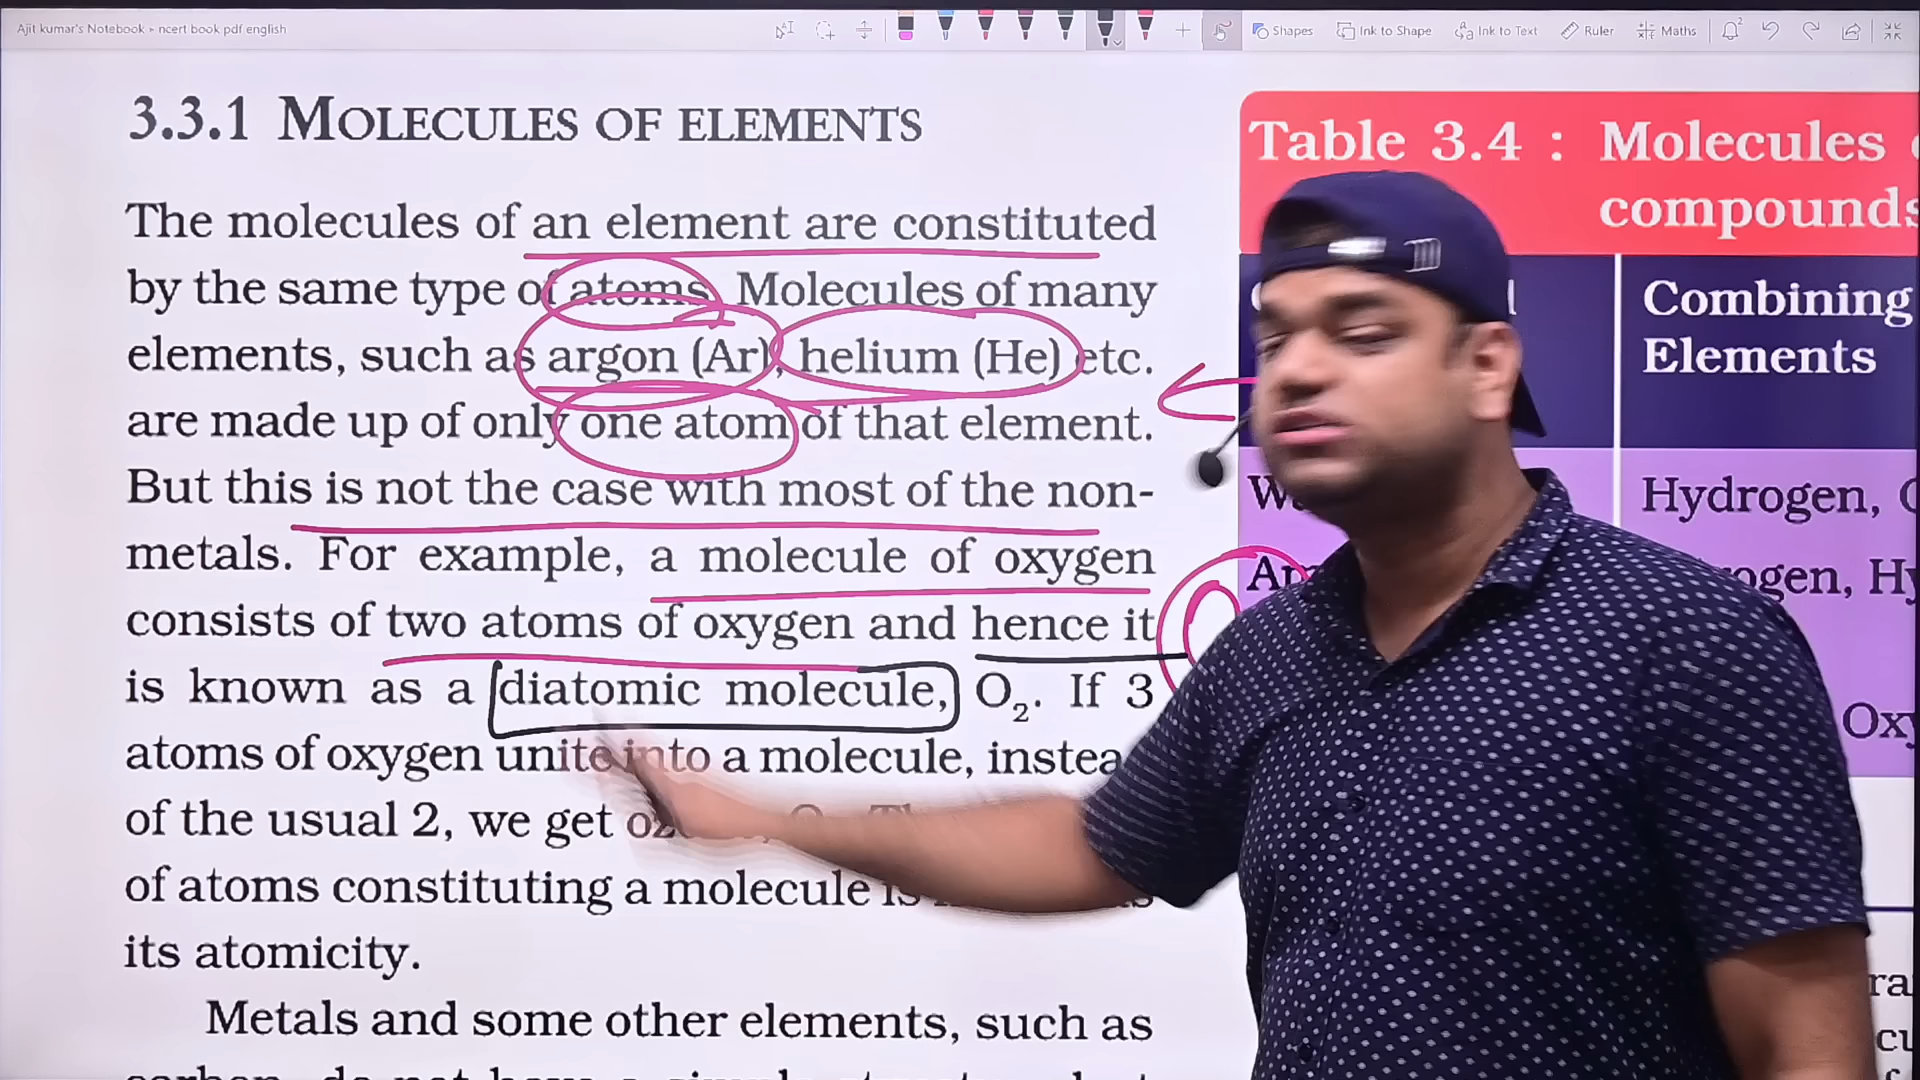 Ajit kumar's Notebook > ncert book pdf english
Shapes
Ink to Shape
Ink to Text
Ruler
Maths
3.3.1 MOLECULES OF ELEMENTS
The molecules of an element are constituted
by the same type of atoms. Molecules of many
elements, such as argon (Ar), helium (He) etc.
are made up of only one atom of that element.
But this is not the case with most of the non-
metals. For example, a molecule of oxygen
consists of two atoms of oxygen and hence it
is known as a diatomic molecule, O₂. If 3
atoms of oxygen unite into a molecule,
of the usual 2, we get
of atoms constituting a molecule
its atomicity.
Metals and some other elements, such as
Table 3.4 : Molecules
compounds
Combining
Elements
Hydrogen,